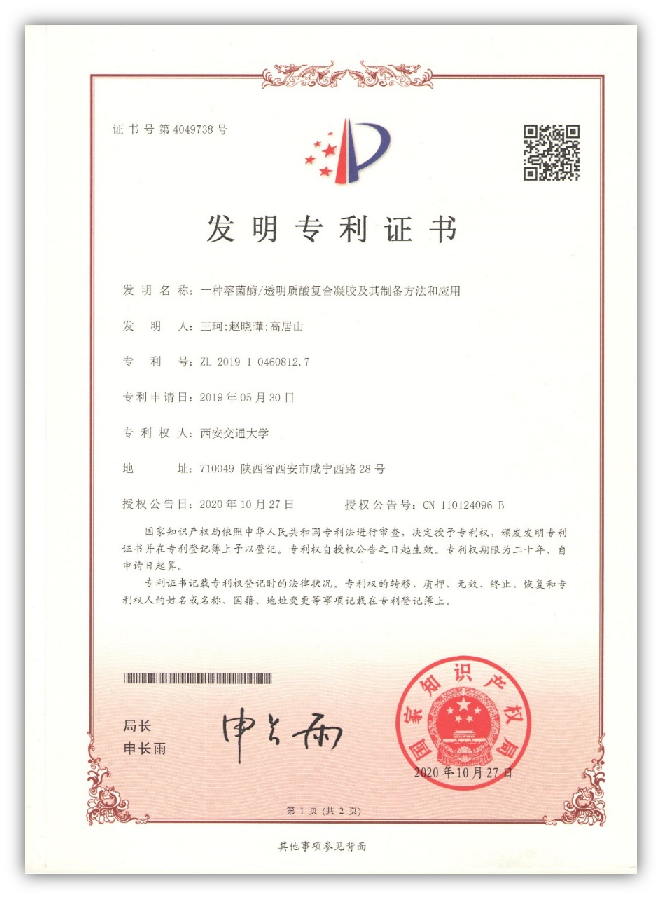 证书号第4049738号
发明专利证书
发明名称：一种溶菌酶/透明质酸复合凝胶及其制备方法和应用
发明人：王珂;赵晓蕾;高居山
专利号：ZL 2019 1 0460812.7
专利申请日：2019年05月30日
专利权人：西安交通大学
地址：710049 陕西省西安市咸宁西路28号
授权公告日：2020年10月27日 授权公告号：CN 110124096 B
国家知识产权局依照中华人民共和国专利法进行审查，决定授予专利权，颁发发明专利
证书并在专利登记簿上予以登记。专利权自授权公告之日起生效。专利权期限为二十年，自
申请日起算。
专利证书记载专利权登记时的法律状况。专利权的转移、质押、无效、终止、恢复和专
利权人的姓名或名称、国籍、地址变更等事项记载在专利登记簿上。
局长
申长雨
申长雨
国家知识产权局
2020年10月27日
第1页(共2页)
其他事项参见背面